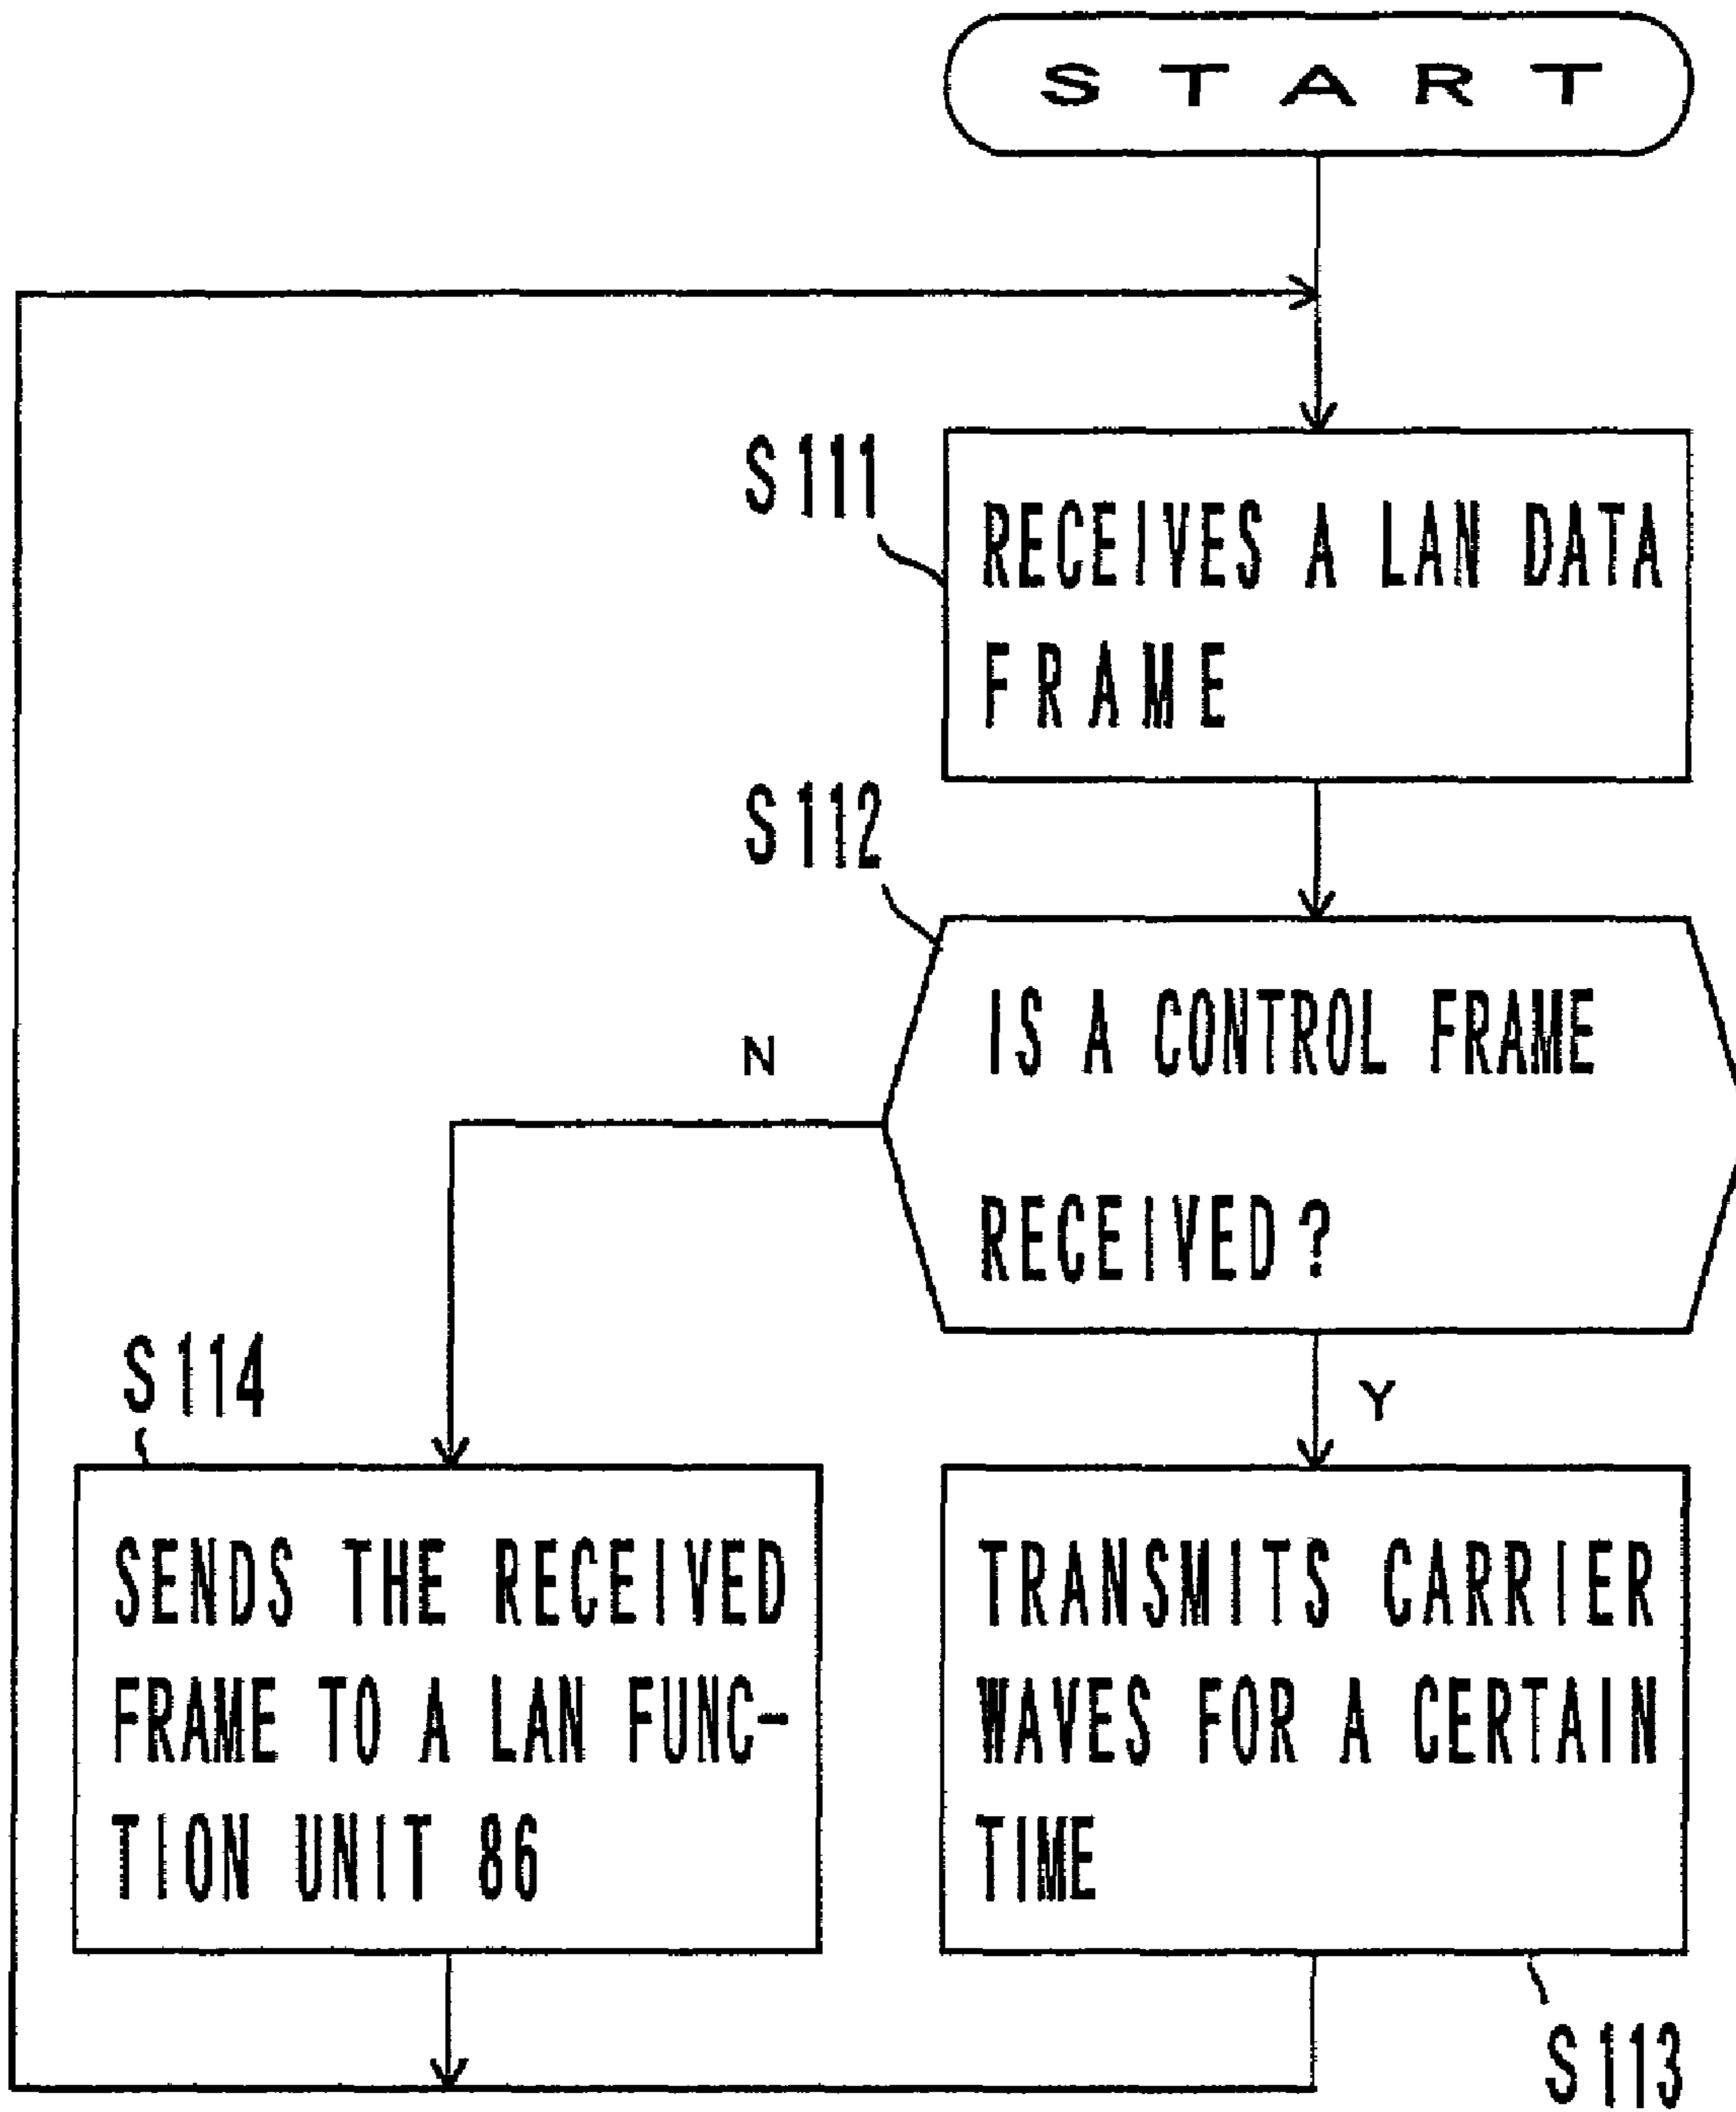 START
S111
RECEIVES A LAN DATA
FRAME
S112
IS A CONTROL FRAME
RECEIVED?
N
Y
S114
SENDS THE RECEIVED
FRAME TO A LAN FUNC-
TION UNIT 86
TRANSMITS CARRIER
WAVES FOR A CERTAIN
TIME
S113